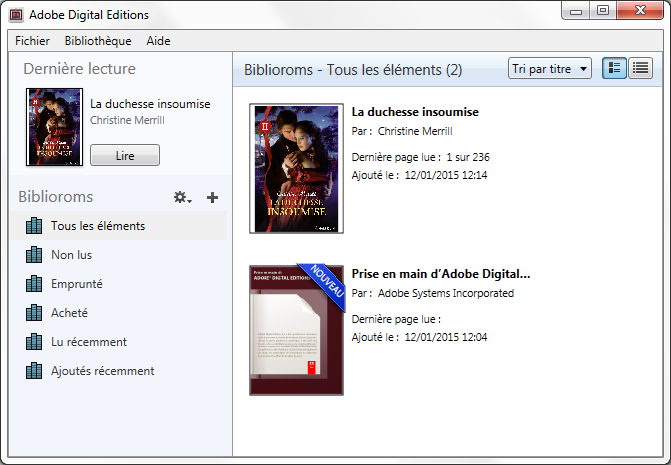 Adobe Digital Editions
Fichier Bibliothèque Aide
Dernière lecture
La duchesse insoumise
Christine Merrill
Lire
Biblioroms
Tous les éléments
Non lus
Emprunté
Acheté
Lu récemment
Ajoutés récemment
Biblioroms - Tous les éléments (2)
Tri par titre
LA DUCHESSE
INSOUMISE
La duchesse insoumise
Par : Christine Merrill
Dernière page lue : 1 sur 236
Ajouté le : 12/01/2015 12:14
Prise en main d'
ADOBE® DIGITAL EDITIONS
NOUVEAU
Prise en main d’Adobe Digital...
Par : Adobe Systems Incorporated
Dernière page lue :
Ajouté le : 12/01/2015 12:04